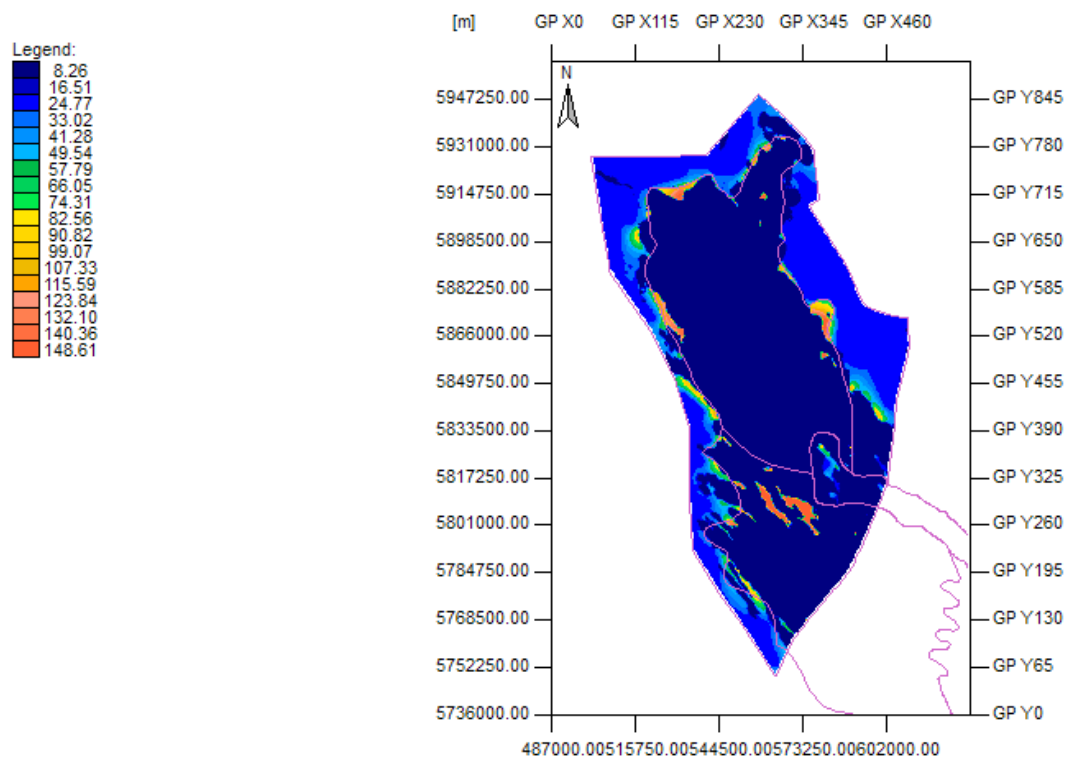 [m] GP X0 GP X115 GP X230 GP X345 GP X460
Legend:
8.26
16.51
24.77
33.02
41.28
49.54
57.79
66.05
74.31
82.56
90.82
99.07
107.33
115.59
123.84
132.10
140.36
148.61
N
5947250.00 GP Y845
5931000.00 GP Y780
5914750.00 GP Y715
5898500.00 GP Y650
5882250.00 GP Y585
5866000.00 GP Y520
5849750.00 GP Y455
5833500.00 GP Y390
5817250.00 GP Y325
5801000.00 GP Y260
5784750.00 GP Y195
5768500.00 GP Y130
5752250.00 GP Y65
5736000.00 GP Y0
487000.00515750.00544500.00573250.00602000.00